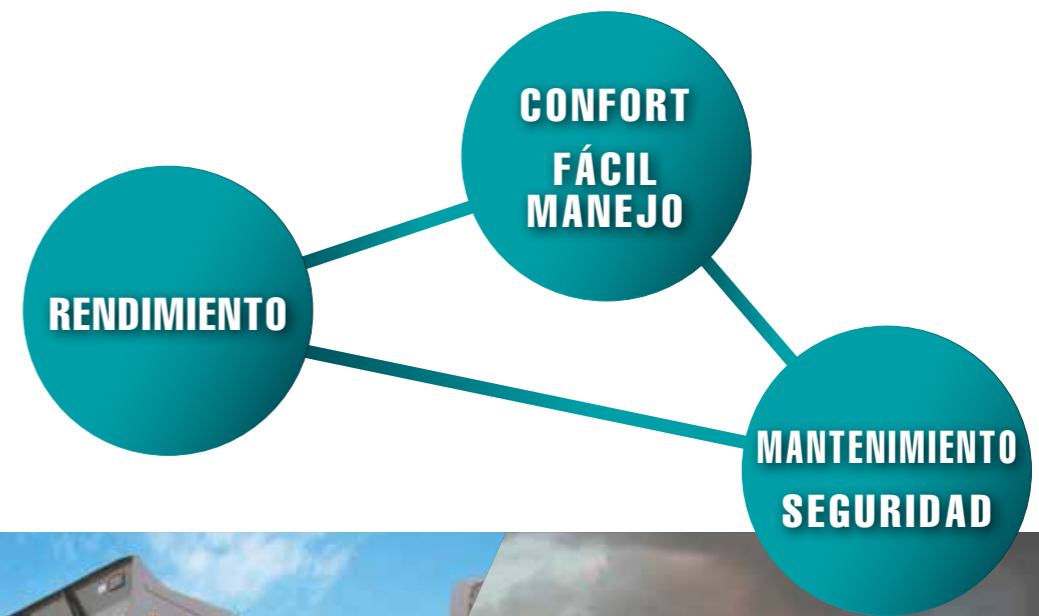 CONFORT
FÁCIL
MANEJO
RENDIMIENTO
MANTENIMIENTO
SEGURIDAD